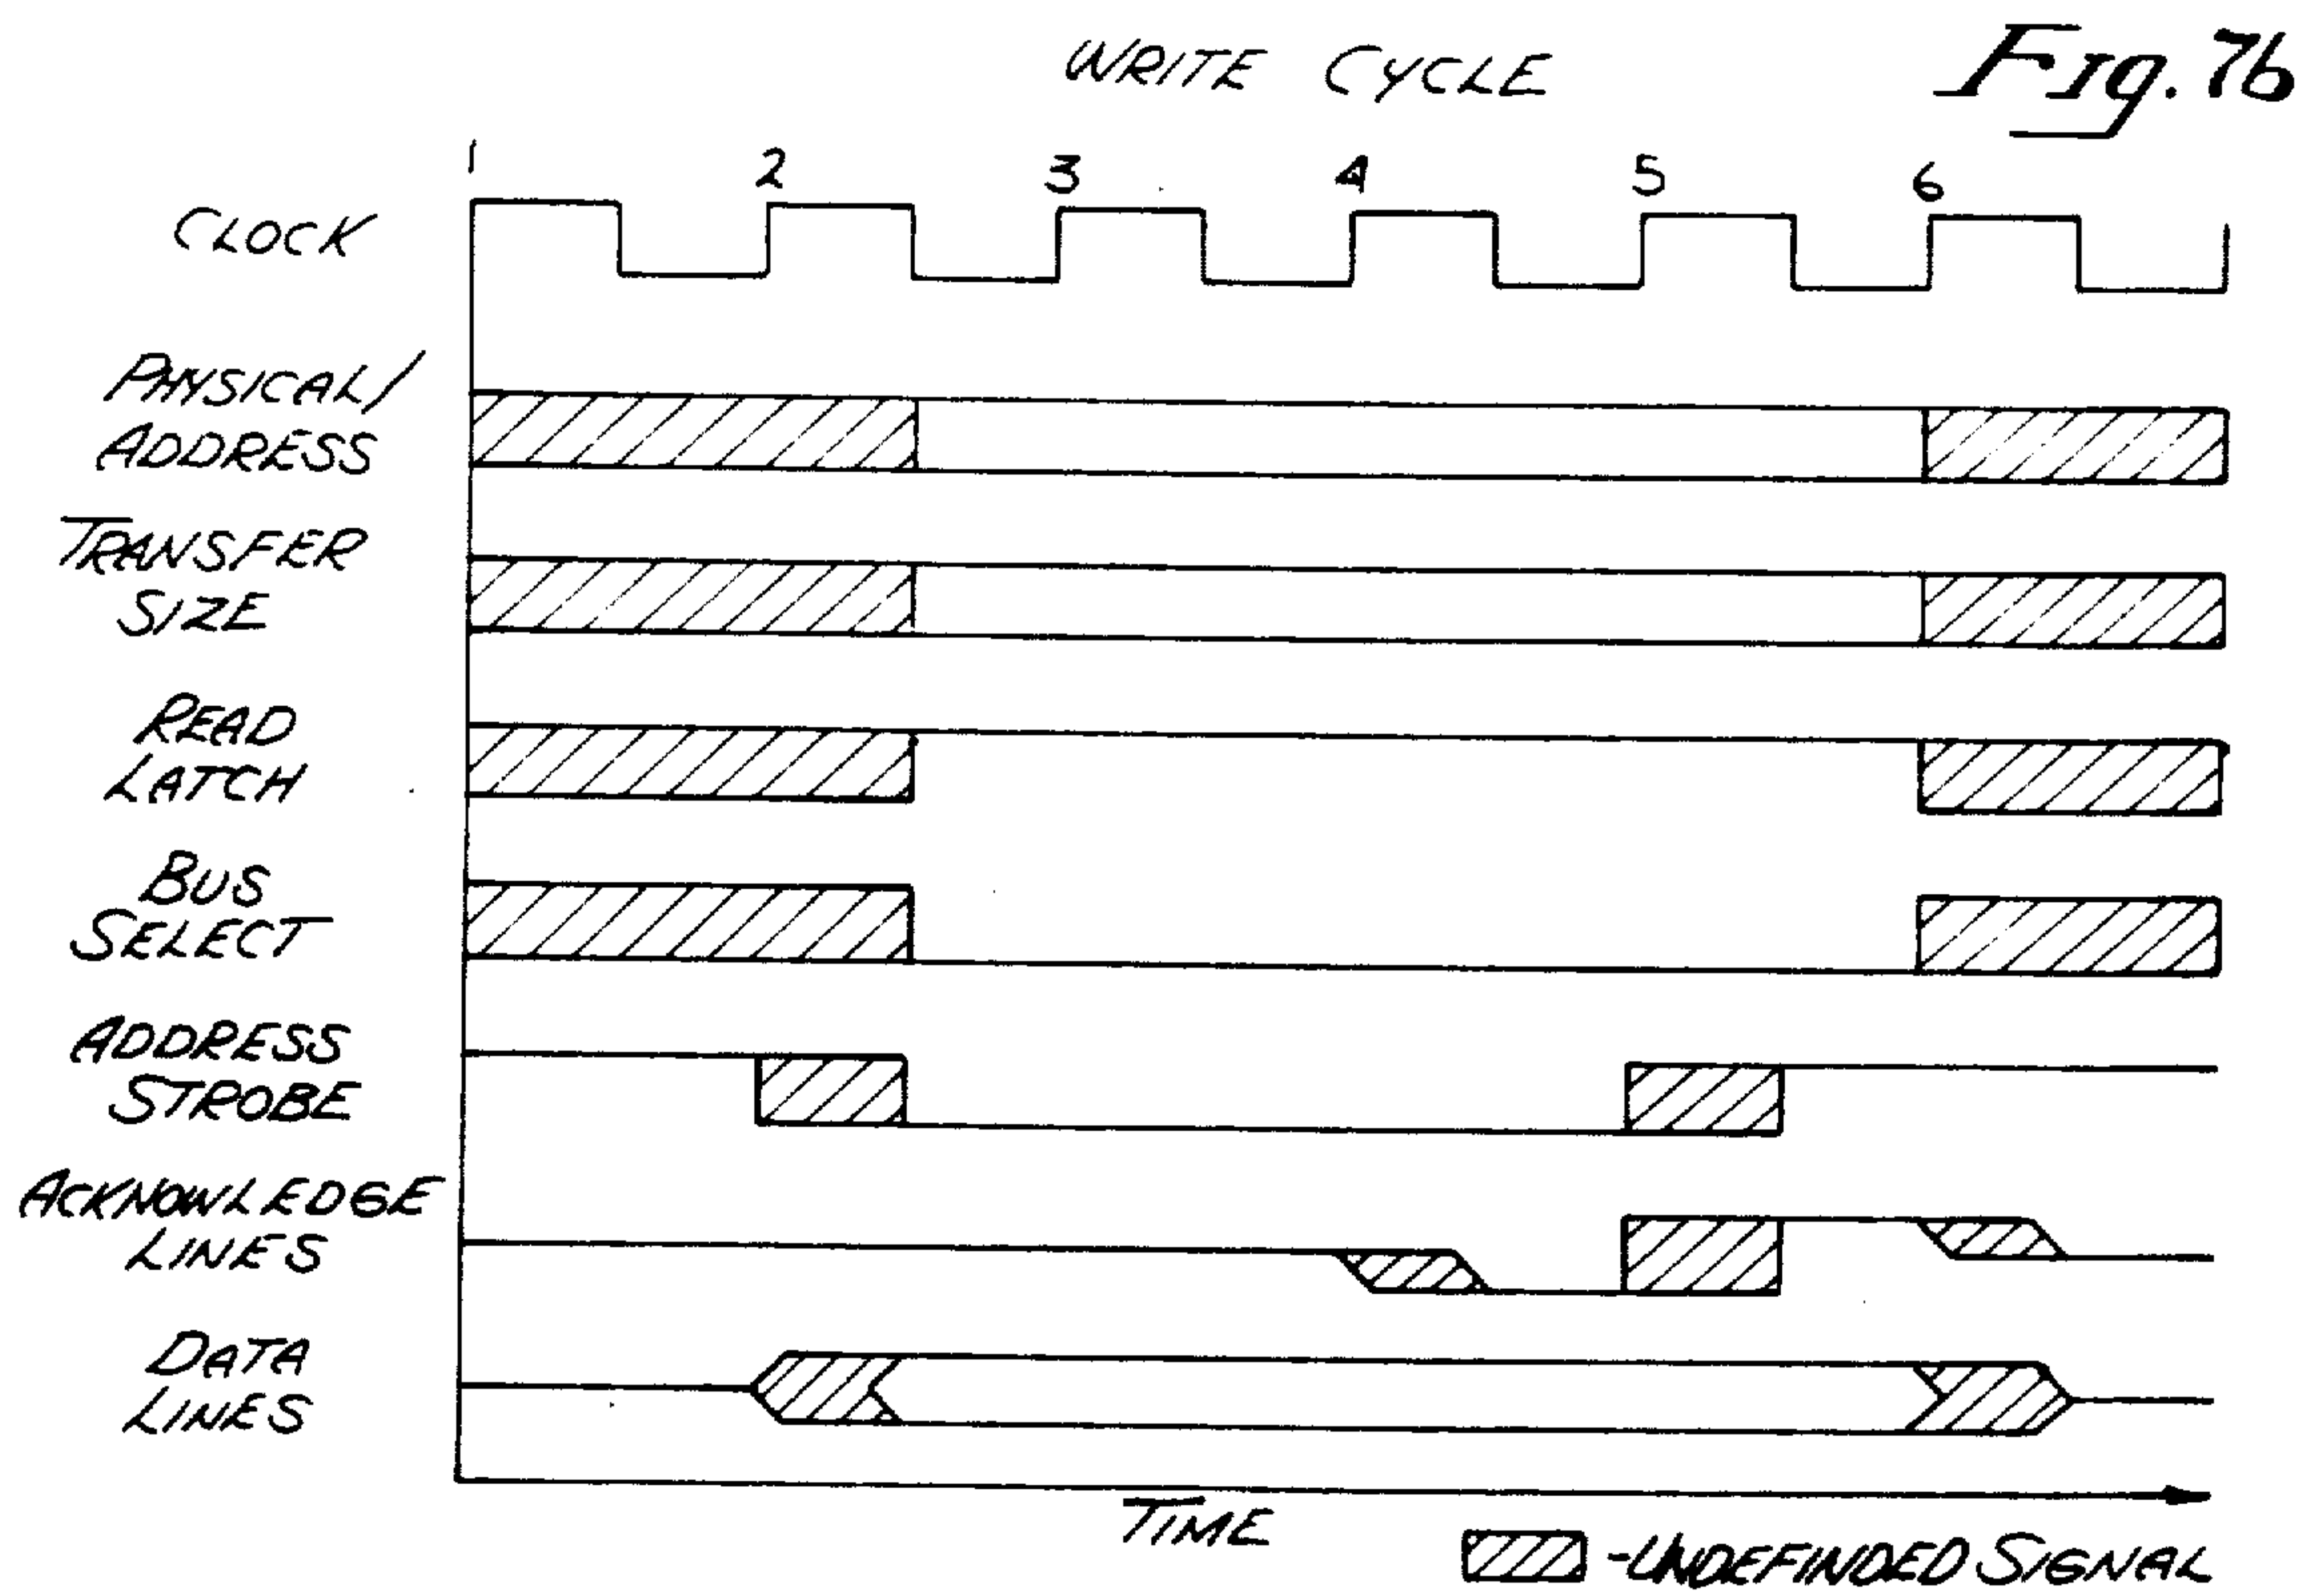 WRITE CYCLE
Fig. 7b
1 2 3 4 5 6
CLOCK
PHYSICAL/
ADDRESS
TRANSFER
SIZE
READ
LATCH
BUS
SELECT
ADDRESS
STROBE
ACKNOWLEDGE
LINES
DATA
LINES
TIME
-UNDEFINDED SIGNAL